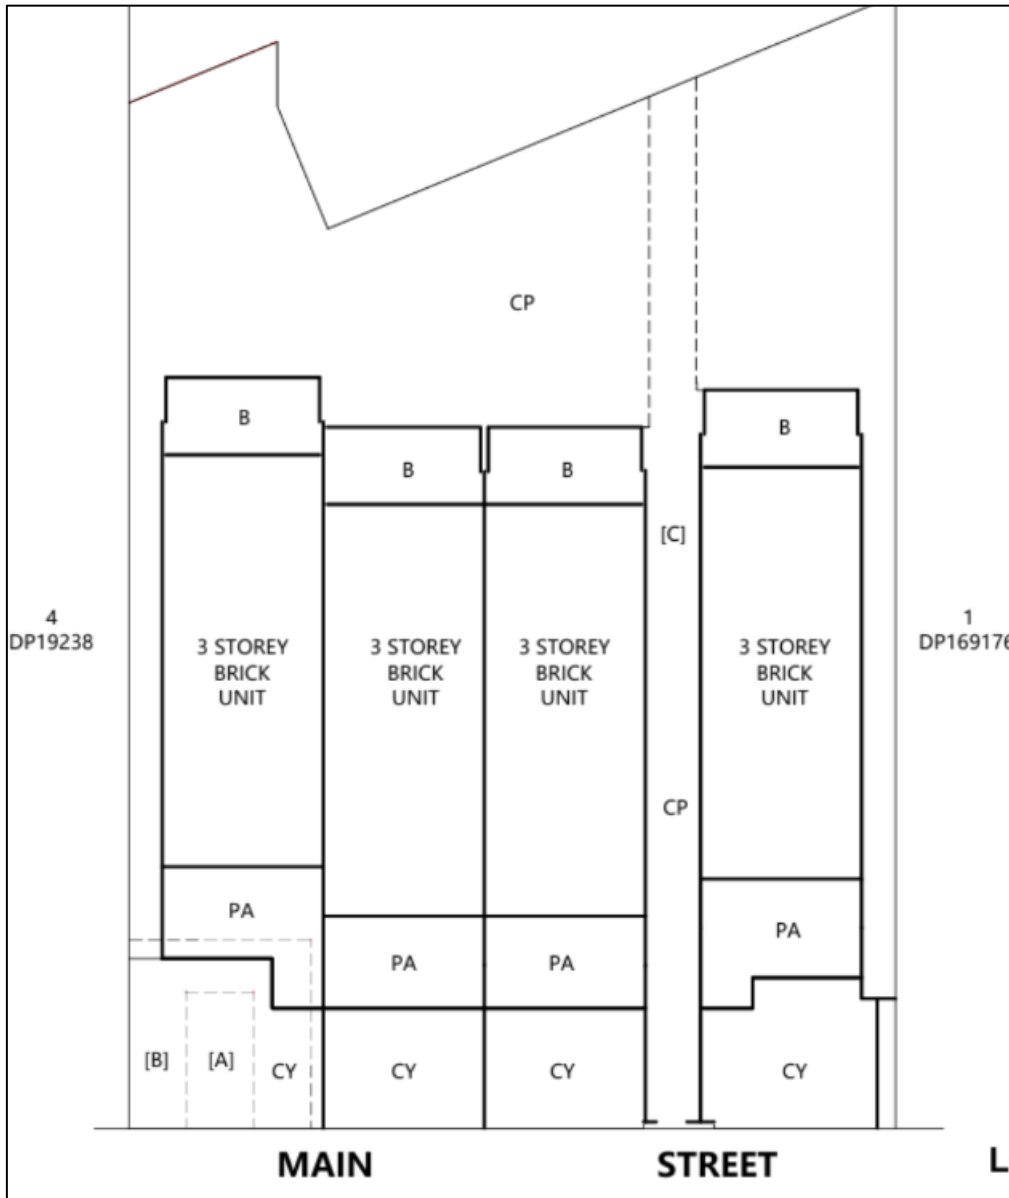 CP
B
B
B
B
[C]
4
DP19238
3 STOREY
BRICK
UNIT
3 STOREY
BRICK
UNIT
3 STOREY
BRICK
UNIT
3 STOREY
BRICK
UNIT
1
DP169176
CP
PA
PA
PA
PA
[B]
[A]
CY
CY
CY
CY
MAIN STREET
L